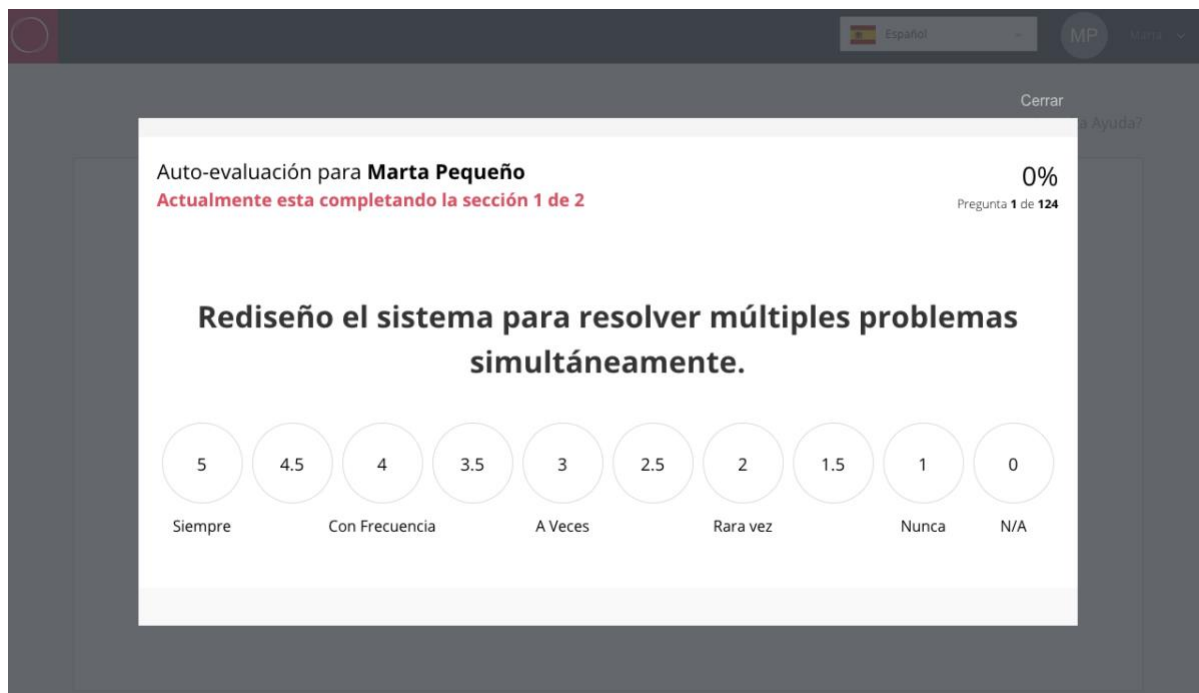 Español
MP
Marta
Cerrar
a Ayuda?
Auto-evaluación para Marta Pequeño
0%
Actualmente esta completando la sección 1 de 2
Pregunta 1 de 124
Rediseño el sistema para resolver múltiples problemas
simultáneamente.
5 4.5 4 3.5 3 2.5 2 1.5 1 0
Siempre Con Frecuencia A Veces Rara vez Nunca N/A